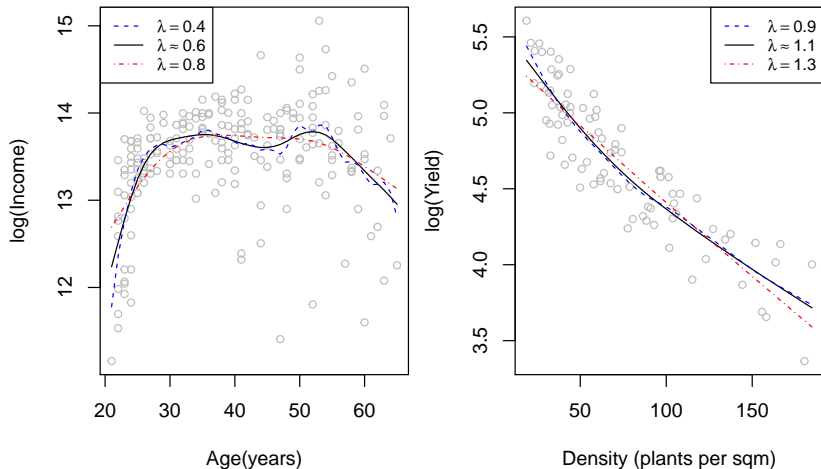 λ = 0.4
λ ≈ 0.6
λ = 0.8
15
14
13
12
log(Income)
20 30 40 50 60
Age(years)
λ = 0.9
λ ≈ 1.1
λ = 1.3
5.5
5.0
4.5
4.0
3.5
log(Yield)
50 100 150
Density (plants per sqm)